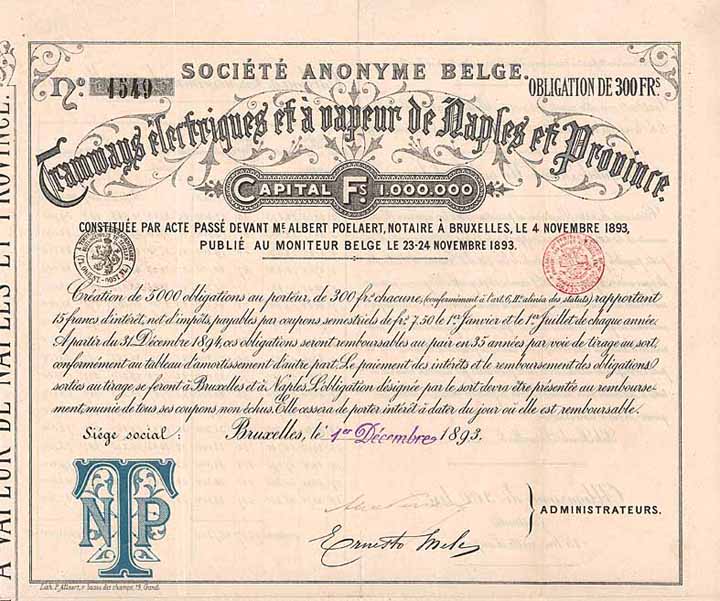 SOCIÉTÉ ANONYME BELGE.
No 1549
OBLIGATION DE 300 FRS
Tramways électriques et à vapeur de Naples et Province.
CAPITAL FS 1.000.000
CONSTITUÉE PAR ACTE PASSÉ DEVANT ME ALBERT POELAERT, NOTAIRE À BRUXELLES, LE 4 NOVEMBRE 1893,
PUBLIÉ AU MONITEUR BELGE LE 23-24 NOVEMBRE 1893.
Création de 5000 obligations au porteur, de 300 frs. chacune, (conformément à l'art. 6, IIe. alinéa des statuts) rapportant
15 francs d'intérêt, net d'impôts, payables par coupons semestriels de frs. 7.50 le 1er Janvier et le 1er Juillet de chaque année.
A partir du 31 Décembre 1894, ces obligations seront remboursables au pair en 35 années par voie de tirage au sort,
conformément au tableau d'amortissement d'autre part. Le paiement des intérêts et le remboursement des obligations
sorties au tirage se feront à Bruxelles et à Naples. L'obligation désignée par le sort devra être présentée au rembourse-
ment, munie de tous ses coupons non échus. Elle cessera de porter intérêt à dater du jour où elle est remboursable.
Siége social:
Bruxelles, le 1er Décembre 1893.
TNP
ADMINISTRATEURS.
Ernesto Mele
A VAPEUR DE NAPLES ET PROVINCE.